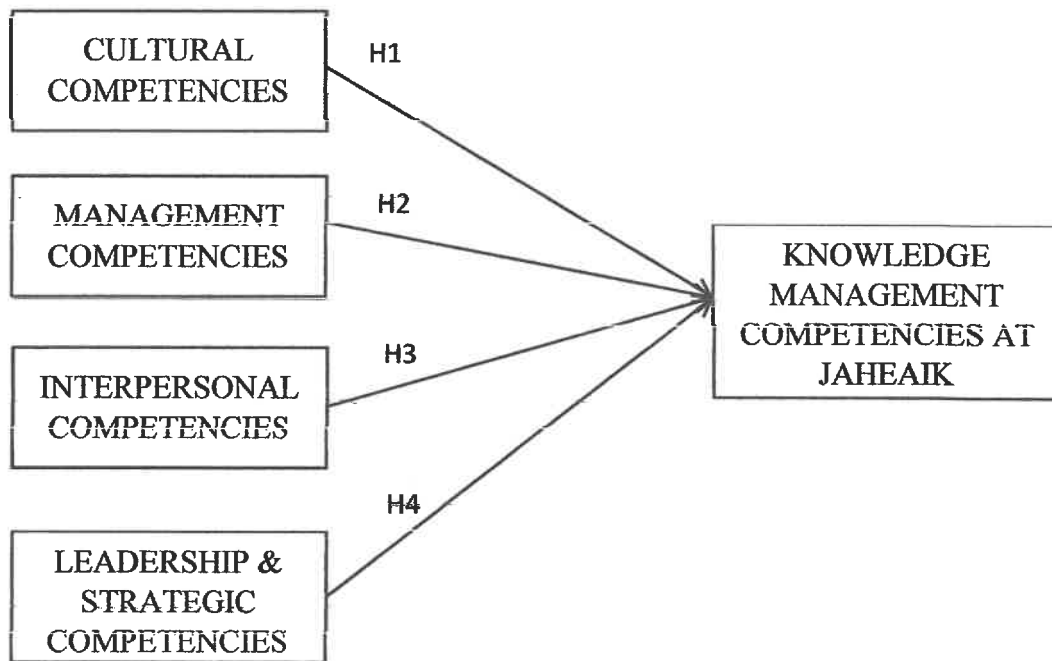 CULTURAL
COMPETENCIES
H1
MANAGEMENT
COMPETENCIES
H2
INTERPERSONAL
COMPETENCIES
H3
LEADERSHIP &
STRATEGIC
COMPETENCIES
H4
KNOWLEDGE
MANAGEMENT
COMPETENCIES AT
JAHEAIK